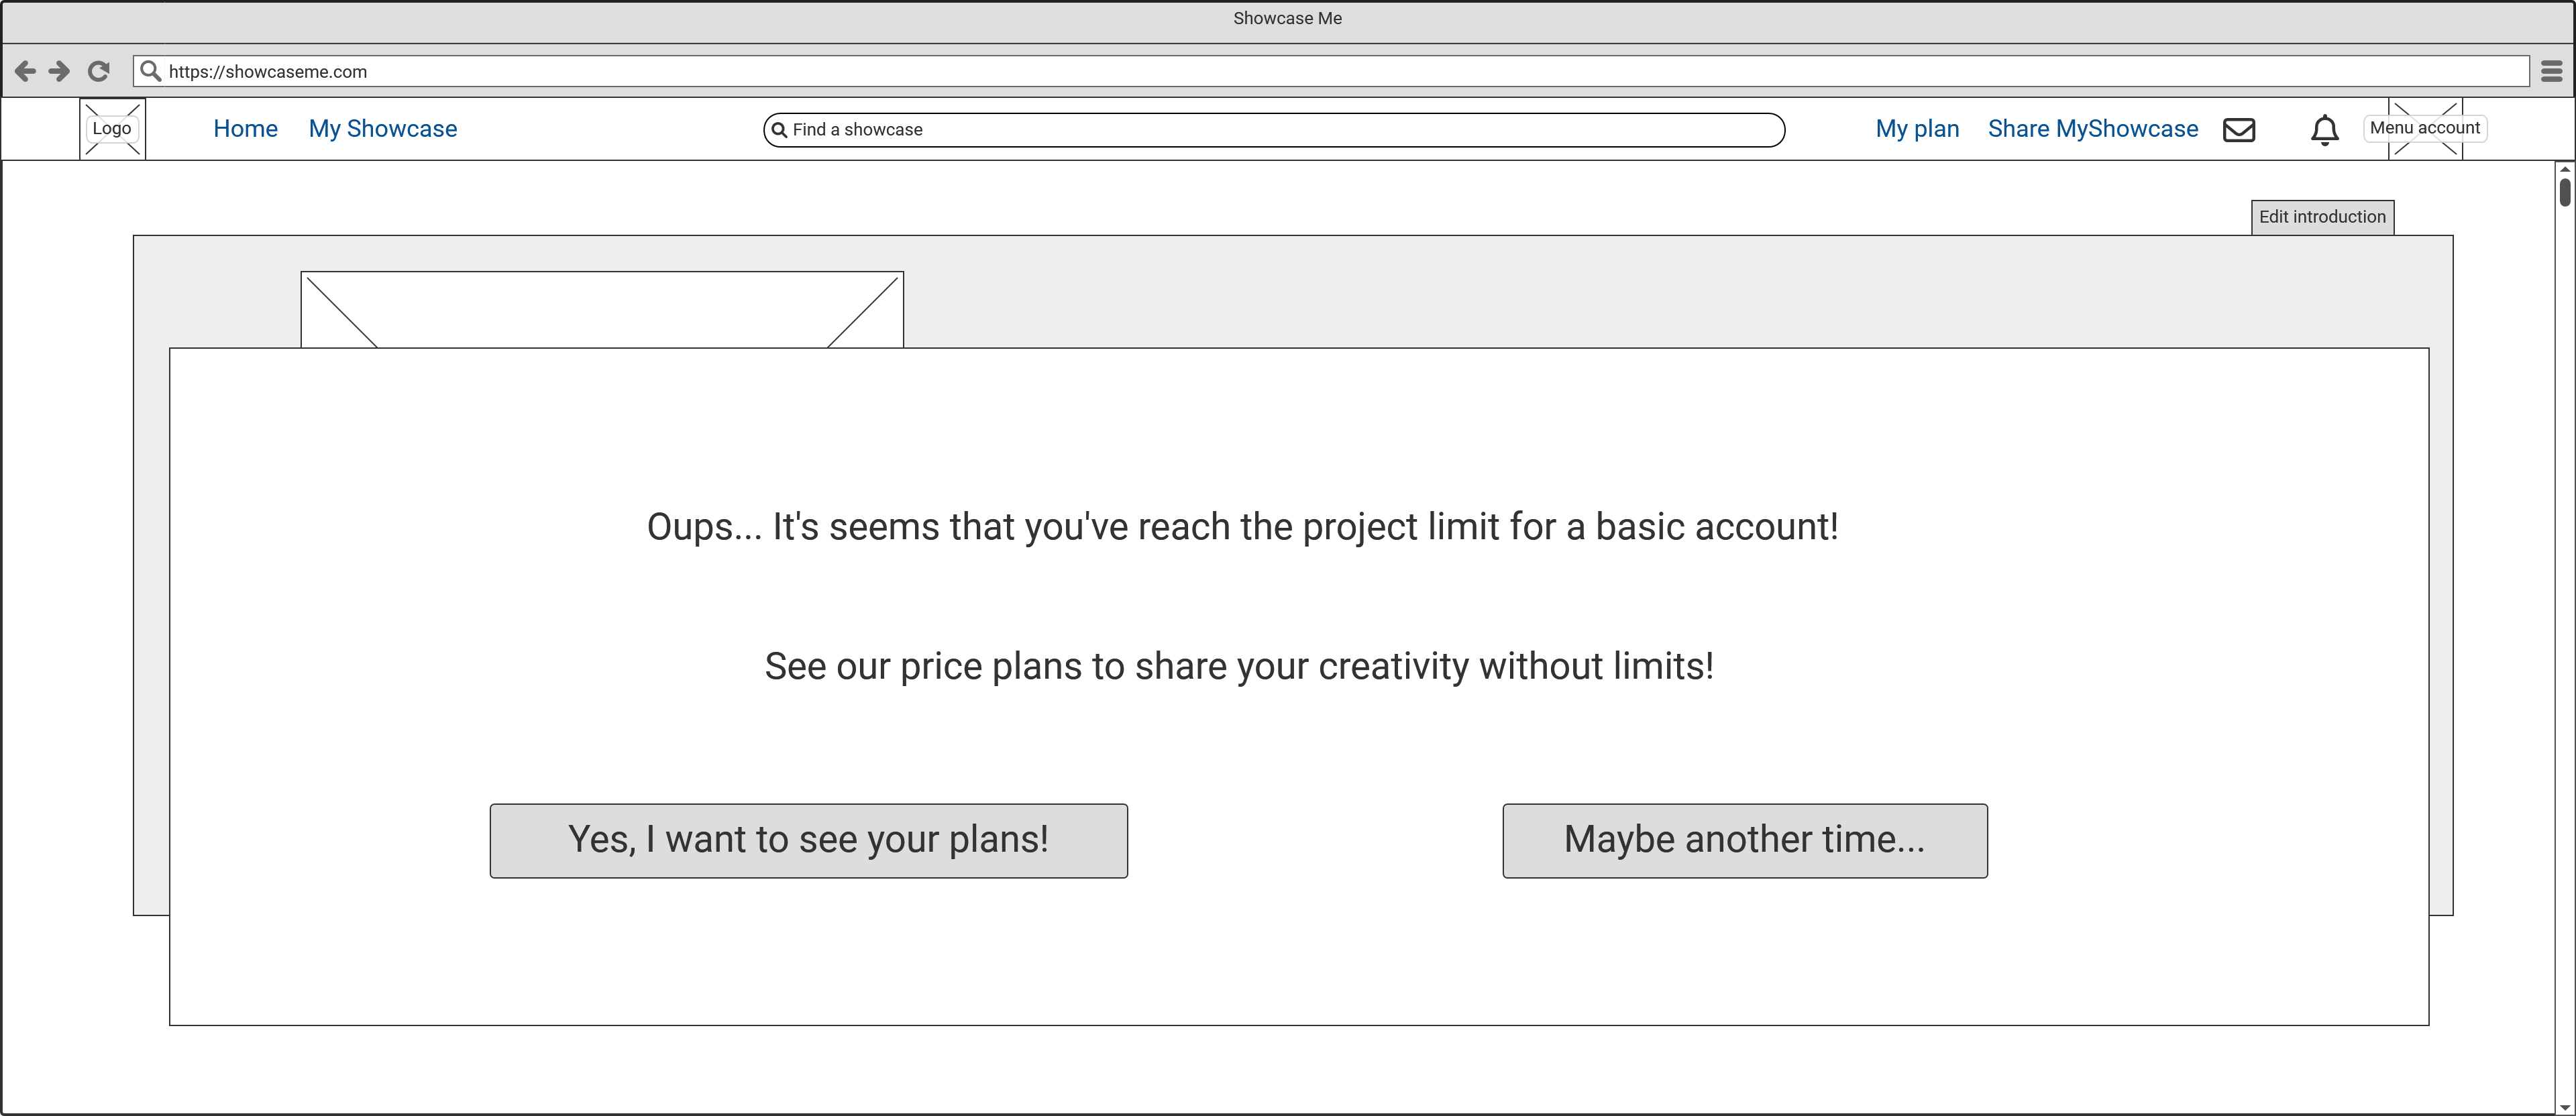 Showcase Me
https://showcaseme.com
Logo
Home
My Showcase
Find a showcase
My plan
Share MyShowcase
Menu account
Edit introduction
Oups... It's seems that you've reach the project limit for a basic account!
See our price plans to share your creativity without limits!
Yes, I want to see your plans!
Maybe another time...